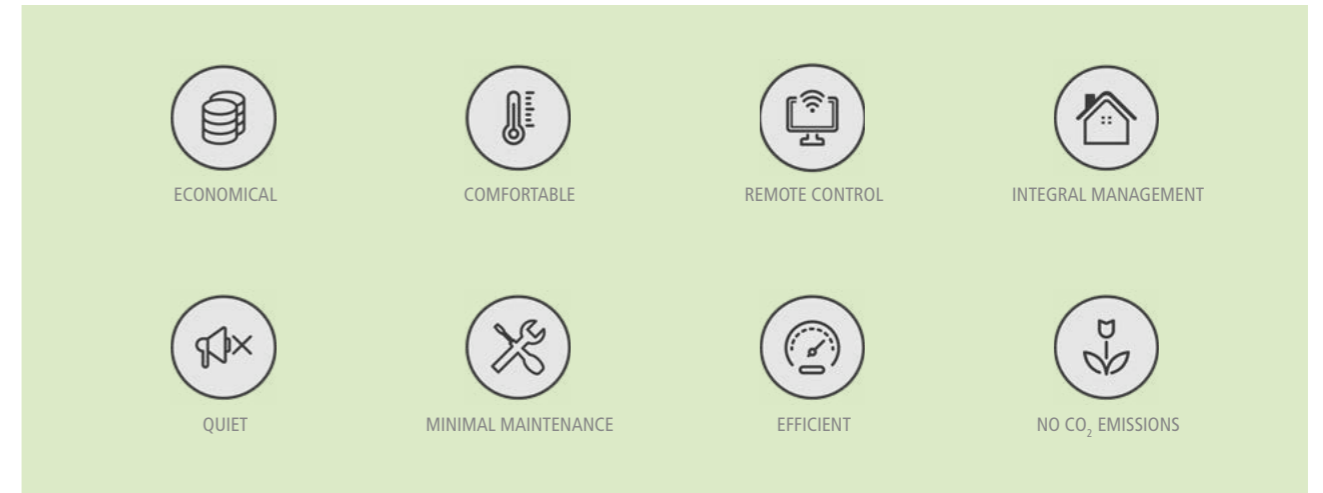 ECONOMICAL
COMFORTABLE
REMOTE CONTROL
INTEGRAL MANAGEMENT
QUIET
MINIMAL MAINTENANCE
EFFICIENT
NO CO₂ EMISSIONS